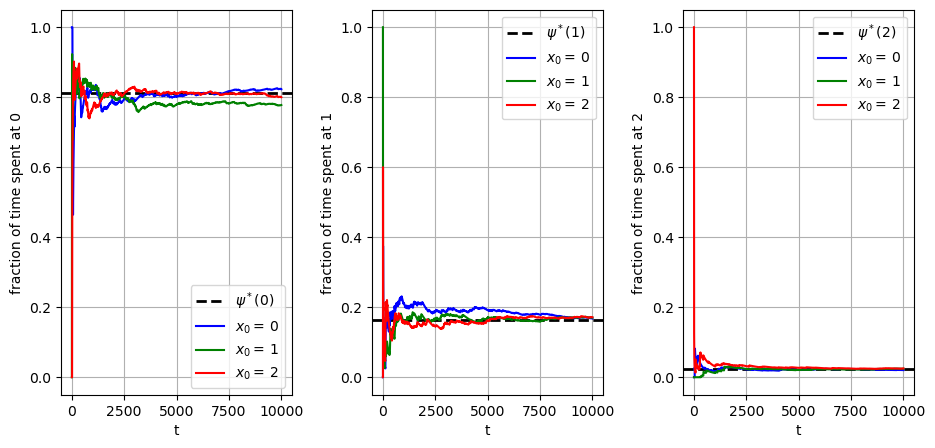 fraction of time spent at 0
1.0
0.8
0.6
0.4
0.2
0.0
ψ*(0)
x₀ = 0
x₀ = 1
x₀ = 2
0 2500 5000 7500 10000
t
fraction of time spent at 1
1.0
0.8
0.6
0.4
0.2
0.0
ψ*(1)
x₀ = 0
x₀ = 1
x₀ = 2
0 2500 5000 7500 10000
t
fraction of time spent at 2
1.0
0.8
0.6
0.4
0.2
0.0
ψ*(2)
x₀ = 0
x₀ = 1
x₀ = 2
0 2500 5000 7500 10000
t